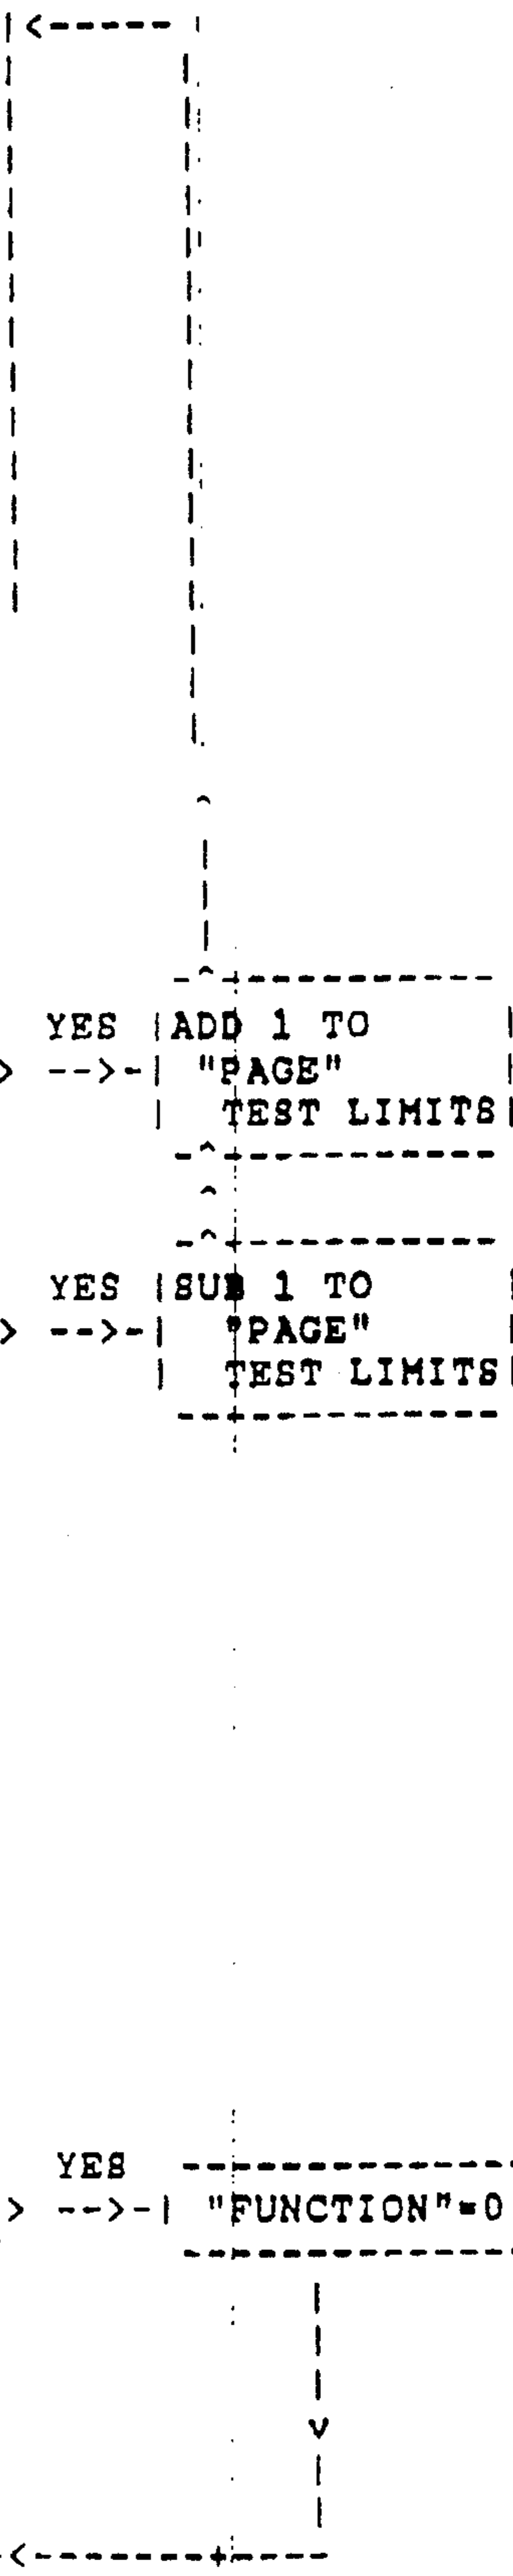 YES ADD 1 TO
"PAGE"
TEST LIMITS
YES SUB 1 TO
"PAGE"
TEST LIMITS
YES
"FUNCTION"=0